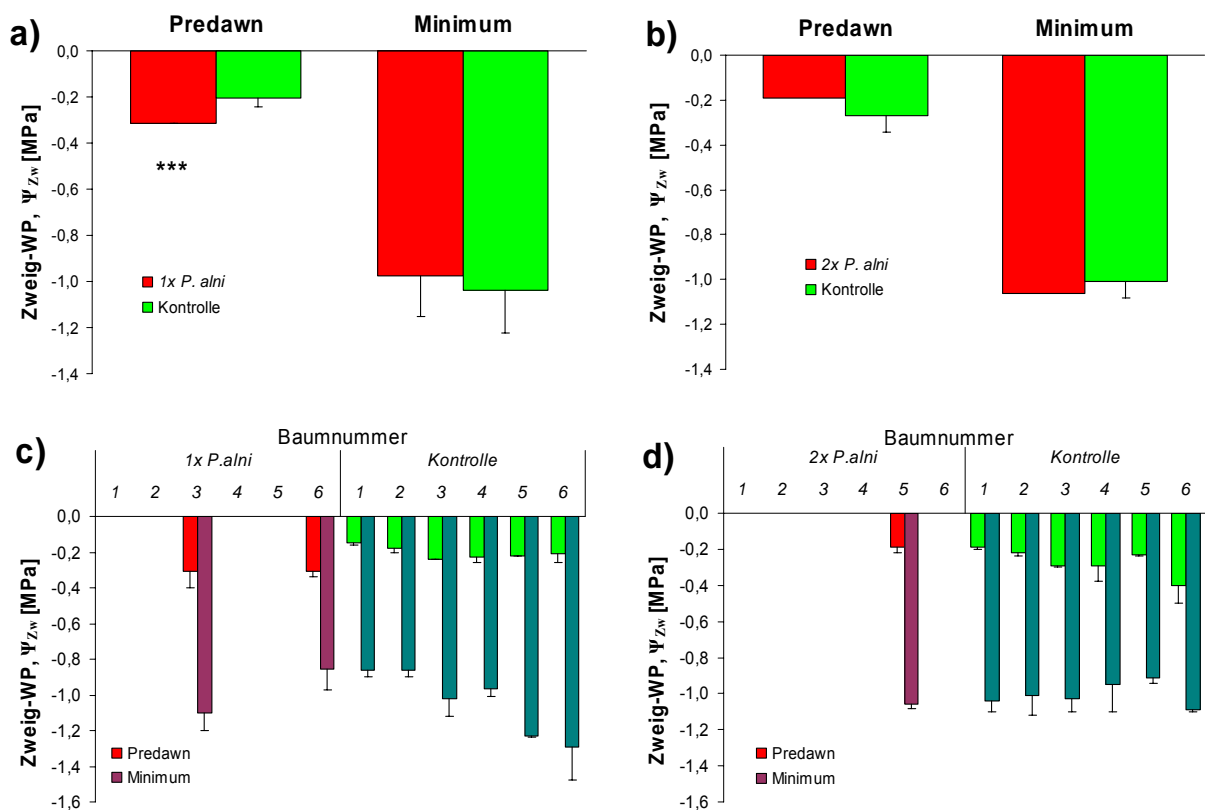 a)
Predawn Minimum
0,0
-0,2
-0,4
-0,6
-0,8
-1,0
-1,2
-1,4
Zweig-WP, Ψ Zw [MPa]
***
1x P. alni
Kontrolle
b)
Predawn Minimum
0,0
-0,2
-0,4
-0,6
-0,8
-1,0
-1,2
-1,4
Zweig-WP, Ψ Zw [MPa]
2x P. alni
Kontrolle
c)
Baumnummer
1x P.alni Kontrolle
1 2 3 4 5 6 1 2 3 4 5 6
0,0
-0,2
-0,4
-0,6
-0,8
-1,0
-1,2
-1,4
-1,6
Zweig-WP, Ψ Zw [MPa]
Predawn
Minimum
d)
Baumnummer
2x P.alni Kontrolle
1 2 3 4 5 6 1 2 3 4 5 6
0,0
-0,2
-0,4
-0,6
-0,8
-1,0
-1,2
-1,4
-1,6
Zweig-WP, Ψ Zw [MPa]
Predawn
Minimum